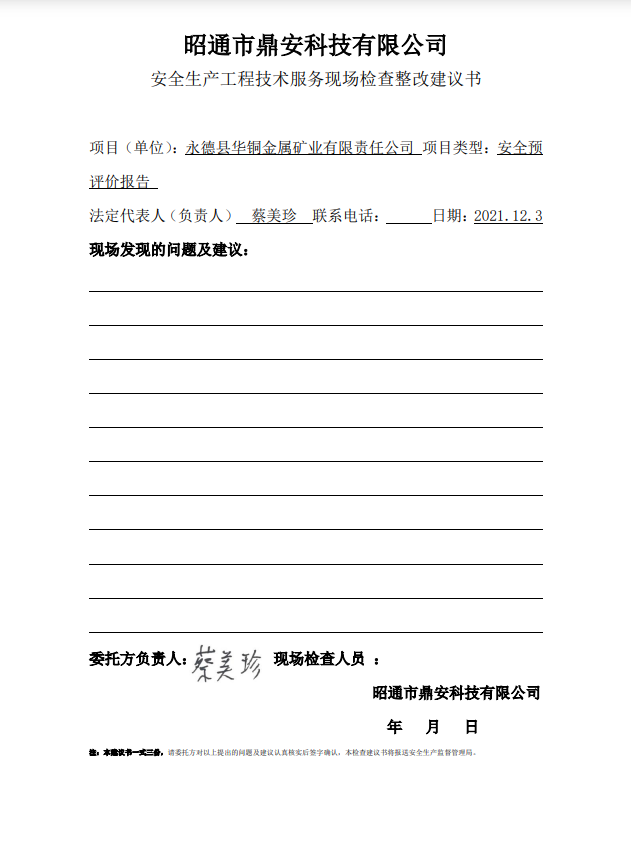 昭通市鼎安科技有限公司
安全生产工程技术服务现场检查整改建议书
项目（单位）：永德县华铜金属矿业有限责任公司 项目类型：安全预
评价报告
法定代表人（负责人） 蔡美珍 联系电话： 日期：2021.12.3
现场发现的问题及建议：
委托方负责人：蔡美珍 现场检查人员 ：
昭通市鼎安科技有限公司
年 月 日
注：本建议书一式三份，请委托方对以上提出的问题及建议认真核实后签字确认，本检查建议书将报送安全生产监督管理局。